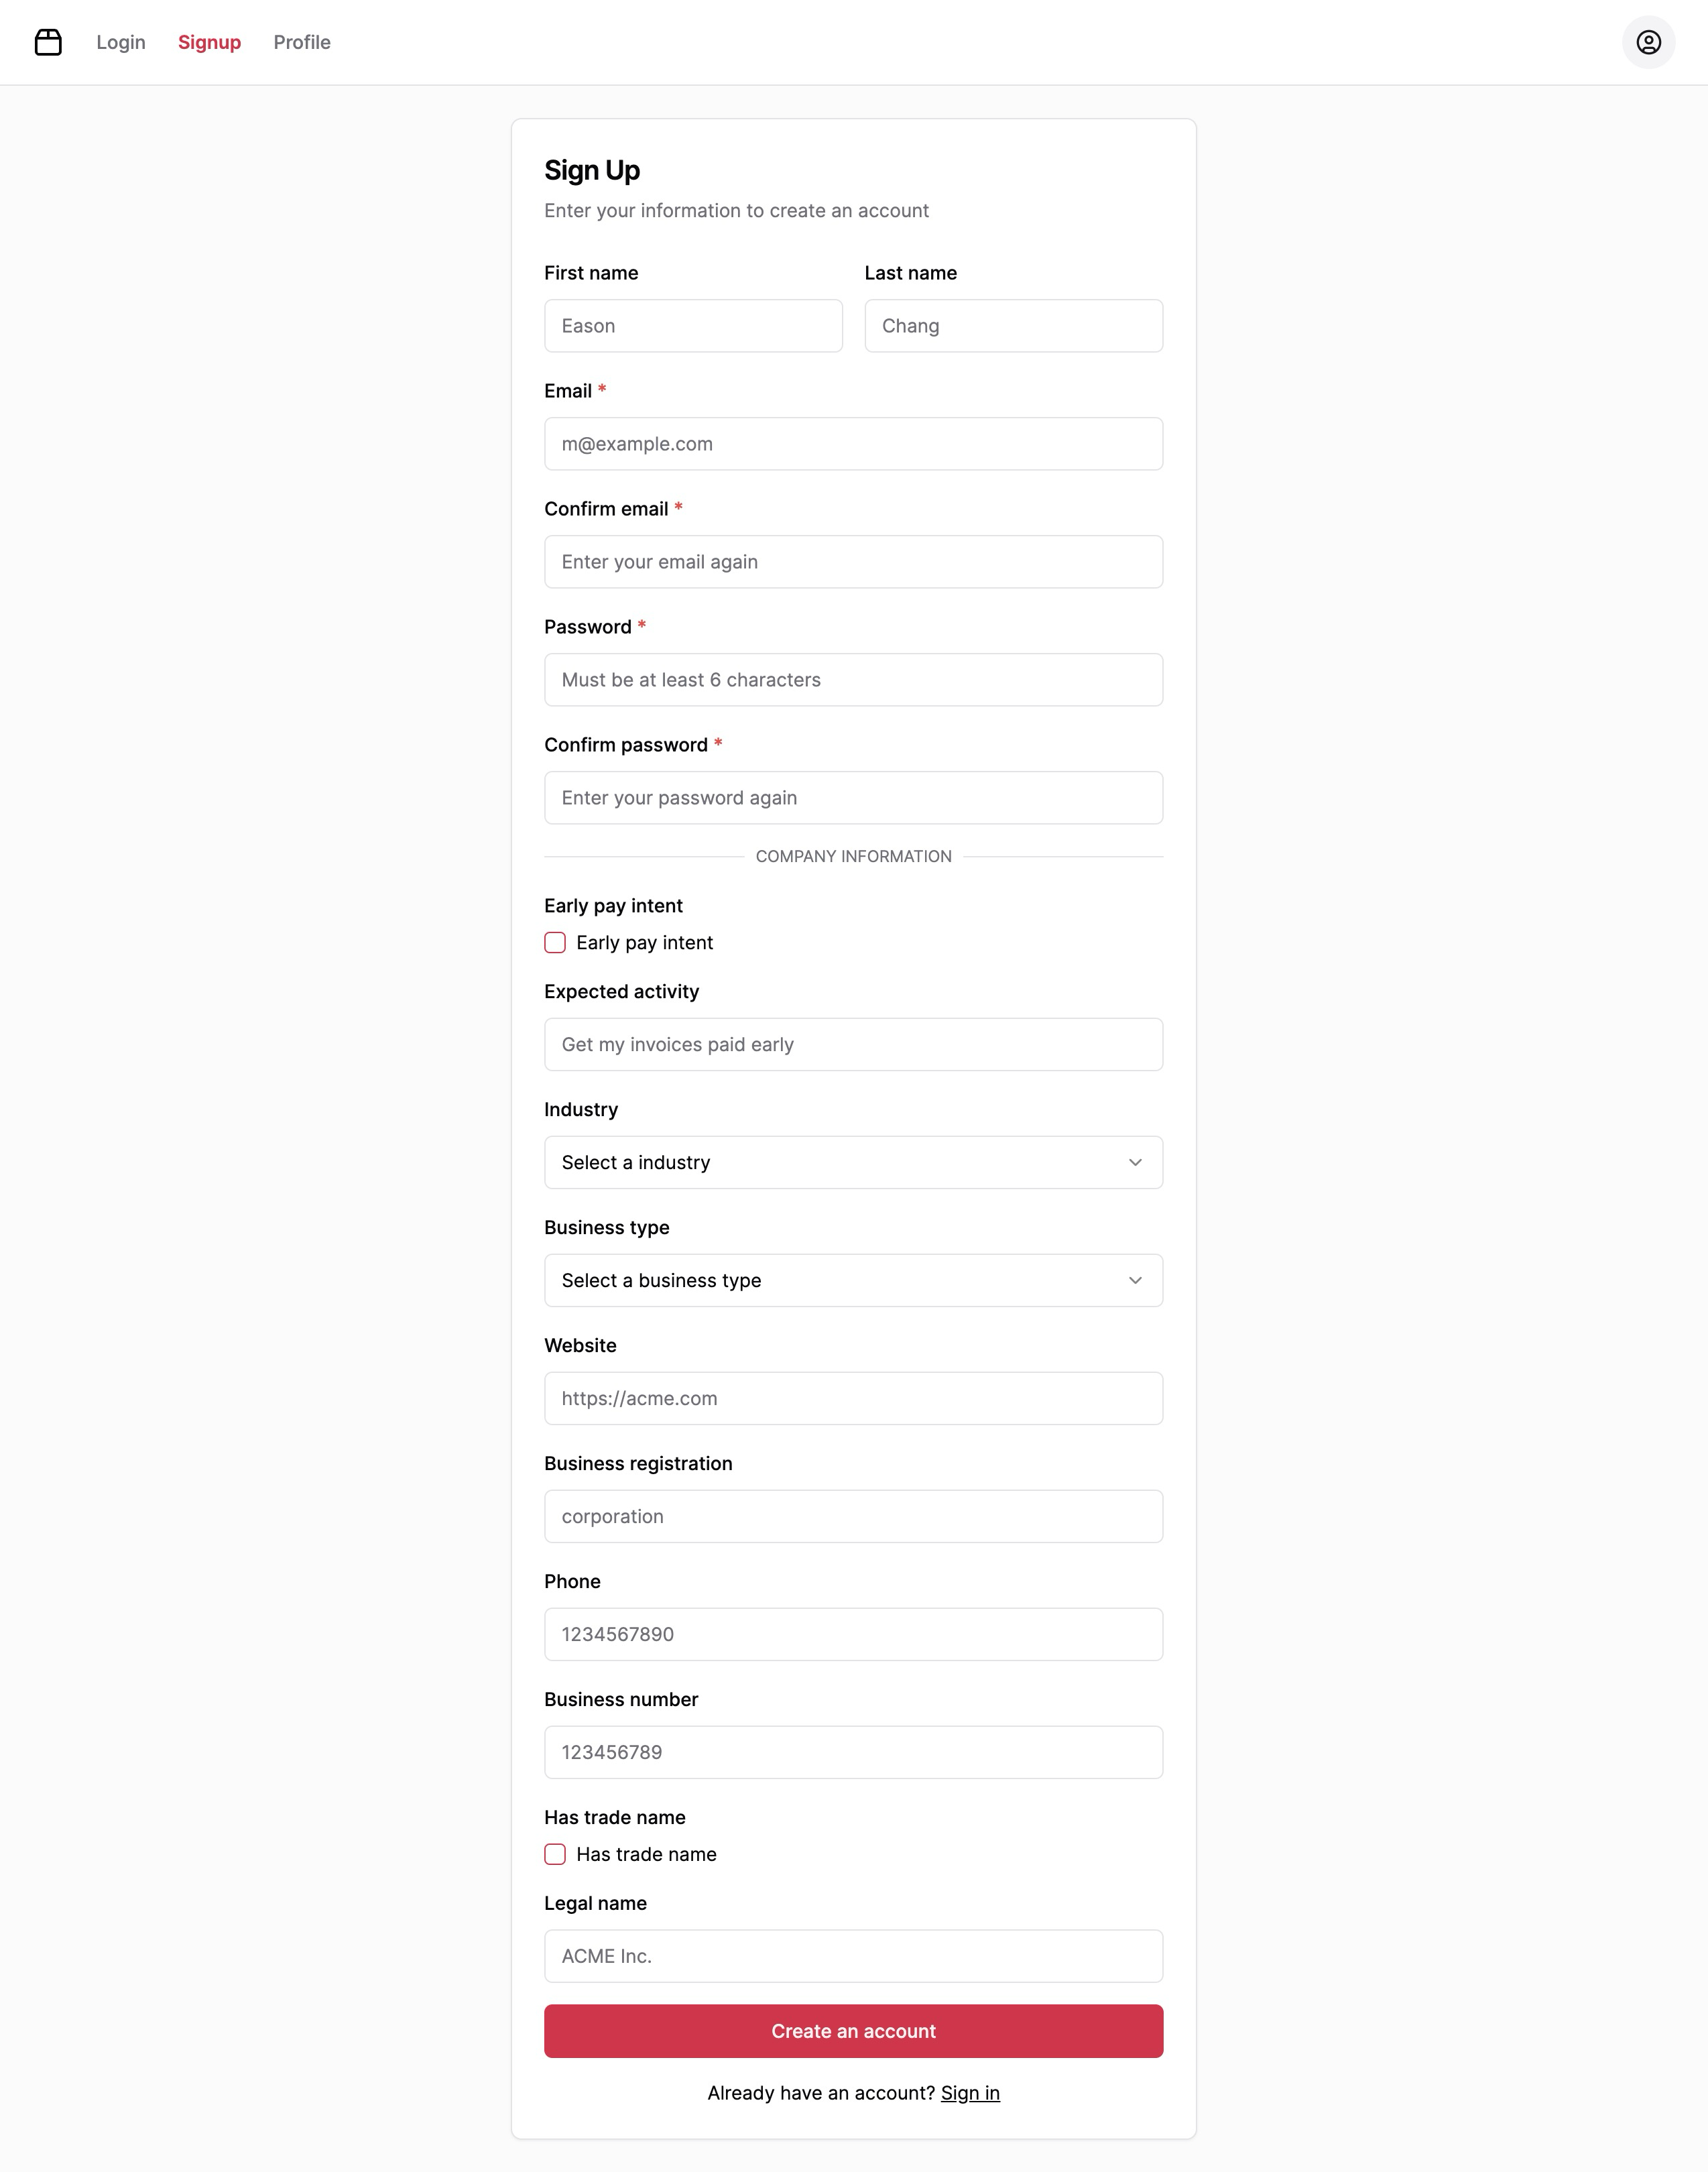 Login Signup Profile
Sign Up
Enter your information to create an account
First name Last name
Eason Chang
Email *
m@example.com
Confirm email *
Enter your email again
Password *
Must be at least 6 characters
Confirm password *
Enter your password again
COMPANY INFORMATION
Early pay intent
Early pay intent
Expected activity
Get my invoices paid early
Industry
Select a industry
Business type
Select a business type
Website
https://acme.com
Business registration
corporation
Phone
1234567890
Business number
123456789
Has trade name
Has trade name
Legal name
ACME Inc.
Create an account
Already have an account? Sign in